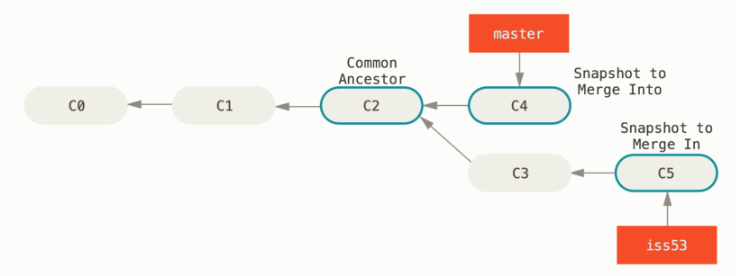 master
Common
Ancestor
Snapshot to
Merge Into
C0
C1
C2
C4
Snapshot to
Merge In
C3
C5
iss53